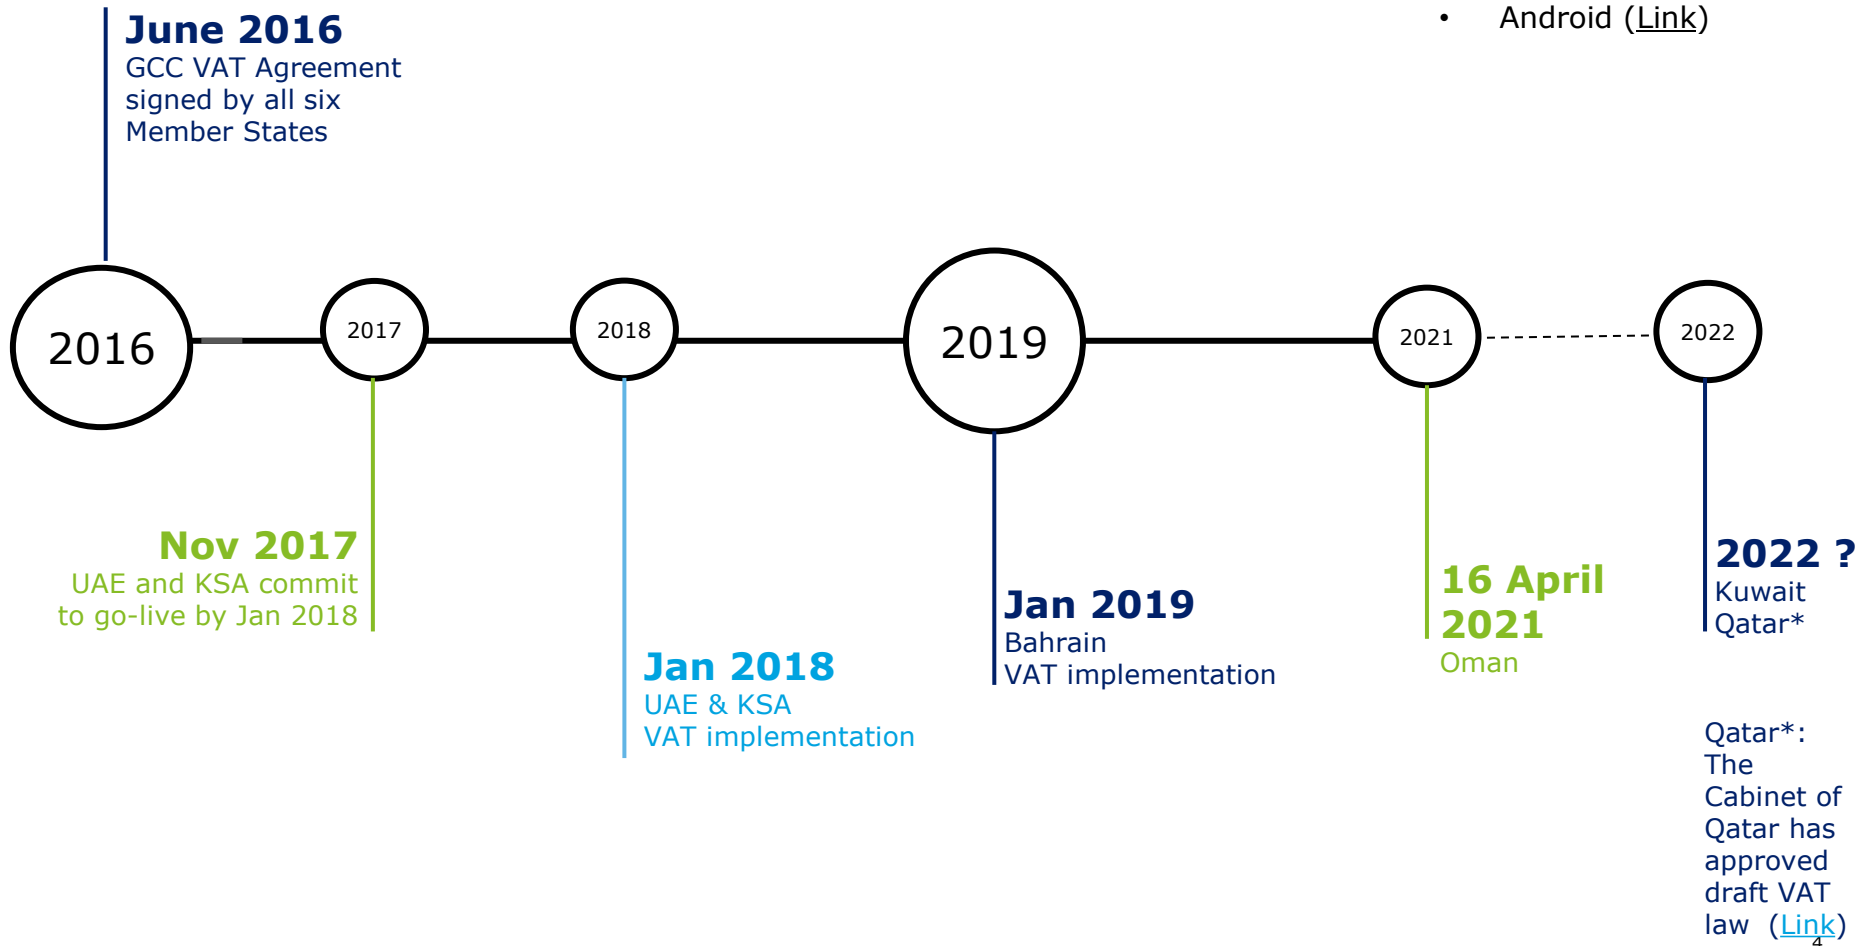 • Android (Link)
June 2016
GCC VAT Agreement
signed by all six
Member States
2016
2017
2018
2019
2021
2022
Nov 2017
UAE and KSA commit
to go-live by Jan 2018
Jan 2018
UAE & KSA
VAT implementation
Jan 2019
Bahrain
VAT implementation
16 April
2021
Oman
2022 ?
Kuwait
Qatar*
Qatar*:
The
Cabinet of
Qatar has
approved
draft VAT
law (Link)
4